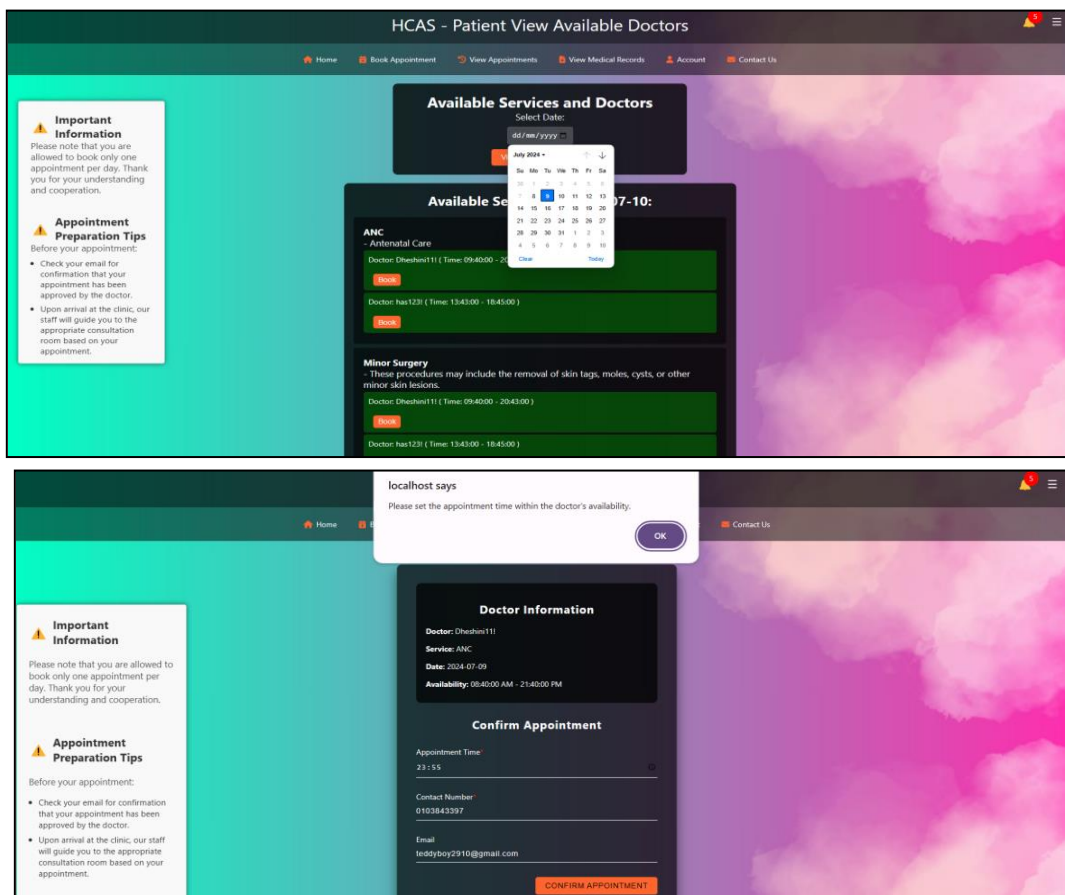 HCAS - Patient View Available Doctors
5
Home Book Appointment View Appointments View Medical Records Account Contact Us
Important
Information
Please note that you are
allowed to book only one
appointment per day. Thank
you for your understanding
and cooperation.
Appointment
Preparation Tips
Before your appointment:
• Check your email for
confirmation that your
appointment has been
approved by the doctor.
• Upon arrival at the clinic, our
staff will guide you to the
appropriate consultation
room based on your
appointment.
Available Services and Doctors
Select Date:
dd/mm/yyyy
July 2024
Su Mo Tu We Th Fr Sa
30 1 2 3 4 5 6
7 8 9 10 11 12 13
14 15 16 17 18 19 20
21 22 23 24 25 26 27
28 29 30 31 1 2 3
4 5 6 7 8 9 10
Clear Today
Available Se 07-10:
ANC
- Antenatal Care
Doctor: Dheshini11! ( Time: 09:40:00 - 20
Book
Doctor: has123! ( Time: 13:43:00 - 18:45:00 )
Book
Minor Surgery
- These procedures may include the removal of skin tags, moles, cysts, or other
minor skin lesions.
Doctor: Dheshini11! ( Time: 09:40:00 - 20:43:00 )
Book
Doctor: has123! ( Time: 13:43:00 - 18:45:00 )
localhost says
Please set the appointment time within the doctor's availability.
OK
5
Home Contact Us
Important
Information
Please note that you are allowed to
book only one appointment per
day. Thank you for your
understanding and cooperation.
Appointment
Preparation Tips
Before your appointment:
• Check your email for confirmation
that your appointment has been
approved by the doctor.
• Upon arrival at the clinic, our staff
will guide you to the appropriate
consultation room based on your
appointment.
Doctor Information
Doctor: Dheshini11!
Service: ANC
Date: 2024-07-09
Availability: 08:40:00 AM - 21:40:00 PM
Confirm Appointment
Appointment Time*
23:55
Contact Number*
0103843397
Email
teddyboy2910@gmail.com
CONFIRM APPOINTMENT